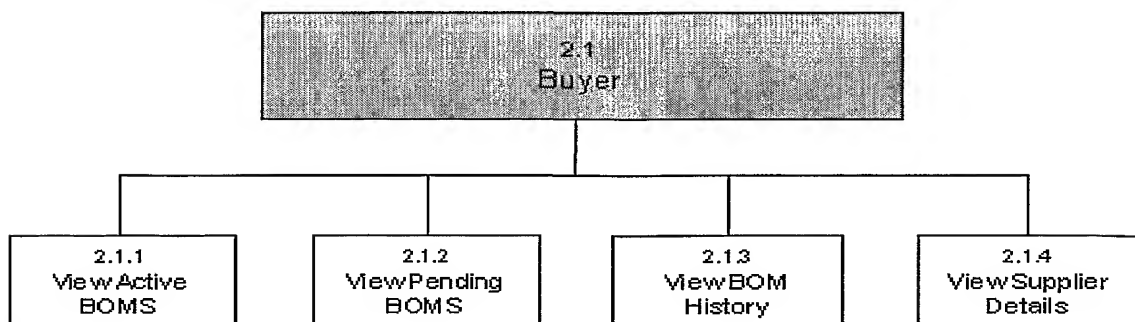 2.1
Buyer
2.1.1
View Active
BOMS
2.1.2
View Pending
BOMS
2.1.3
View BOM
History
2.1.4
View Supplier
Details